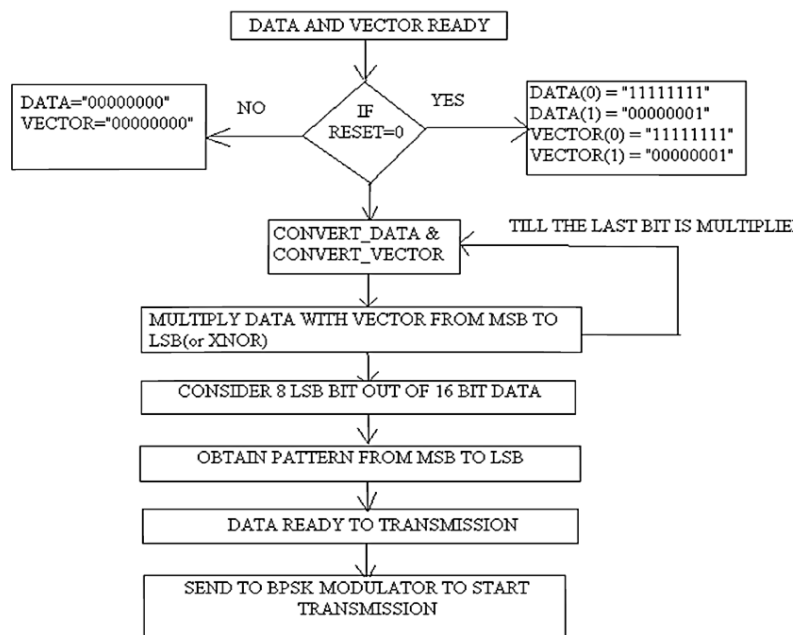 DATA AND VECTOR READY
DATA="00000000"
VECTOR="00000000"
NO
IF
RESET=0
YES
DATA(0) = "11111111"
DATA(1) = "00000001"
VECTOR(0) = "11111111"
VECTOR(1) = "00000001"
CONVERT_DATA &
CONVERT_VECTOR
TILL THE LAST BIT IS MULTIPLIE
MULTIPLY DATA WITH VECTOR FROM MSB TO
LSB(or XNOR)
CONSIDER 8 LSB BIT OUT OF 16 BIT DATA
OBTAIN PATTERN FROM MSB TO LSB
DATA READY TO TRANSMISSION
SEND TO BPSK MODULATOR TO START
TRANSMISSION